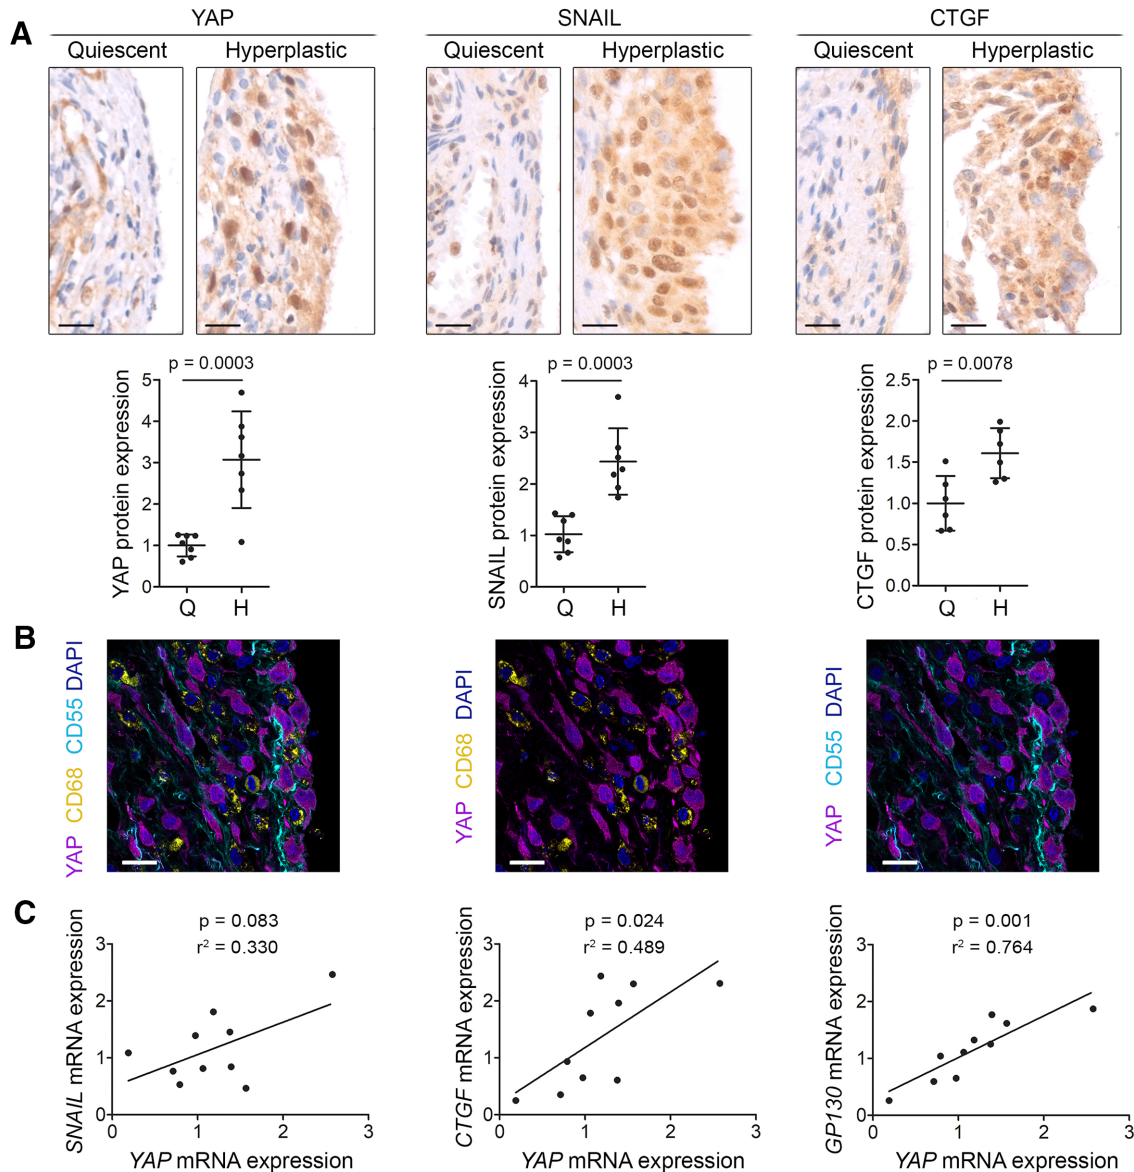 A
YAP
SNAIL
CTGF
Quiescent
Hyperplastic
Quiescent
Hyperplastic
Quiescent
Hyperplastic
YAP protein expression
p = 0.0003
5
4
3
2
1
0
Q
H
SNAIL protein expression
p = 0.0003
4
3
2
1
0
Q
H
CTGF protein expression
p = 0.0078
2.5
2.0
1.5
1.0
0.5
0.0
Q
H
B
YAP CD68 CD55 DAPI
YAP CD68 DAPI
YAP CD55 DAPI
C
SNAIL mRNA expression
p = 0.083
r² = 0.330
3
2
1
0
0
1
2
3
YAP mRNA expression
CTGF mRNA expression
p = 0.024
r² = 0.489
3
2
1
0
0
1
2
3
YAP mRNA expression
GP130 mRNA expression
p = 0.001
r² = 0.764
3
2
1
0
0
1
2
3
YAP mRNA expression